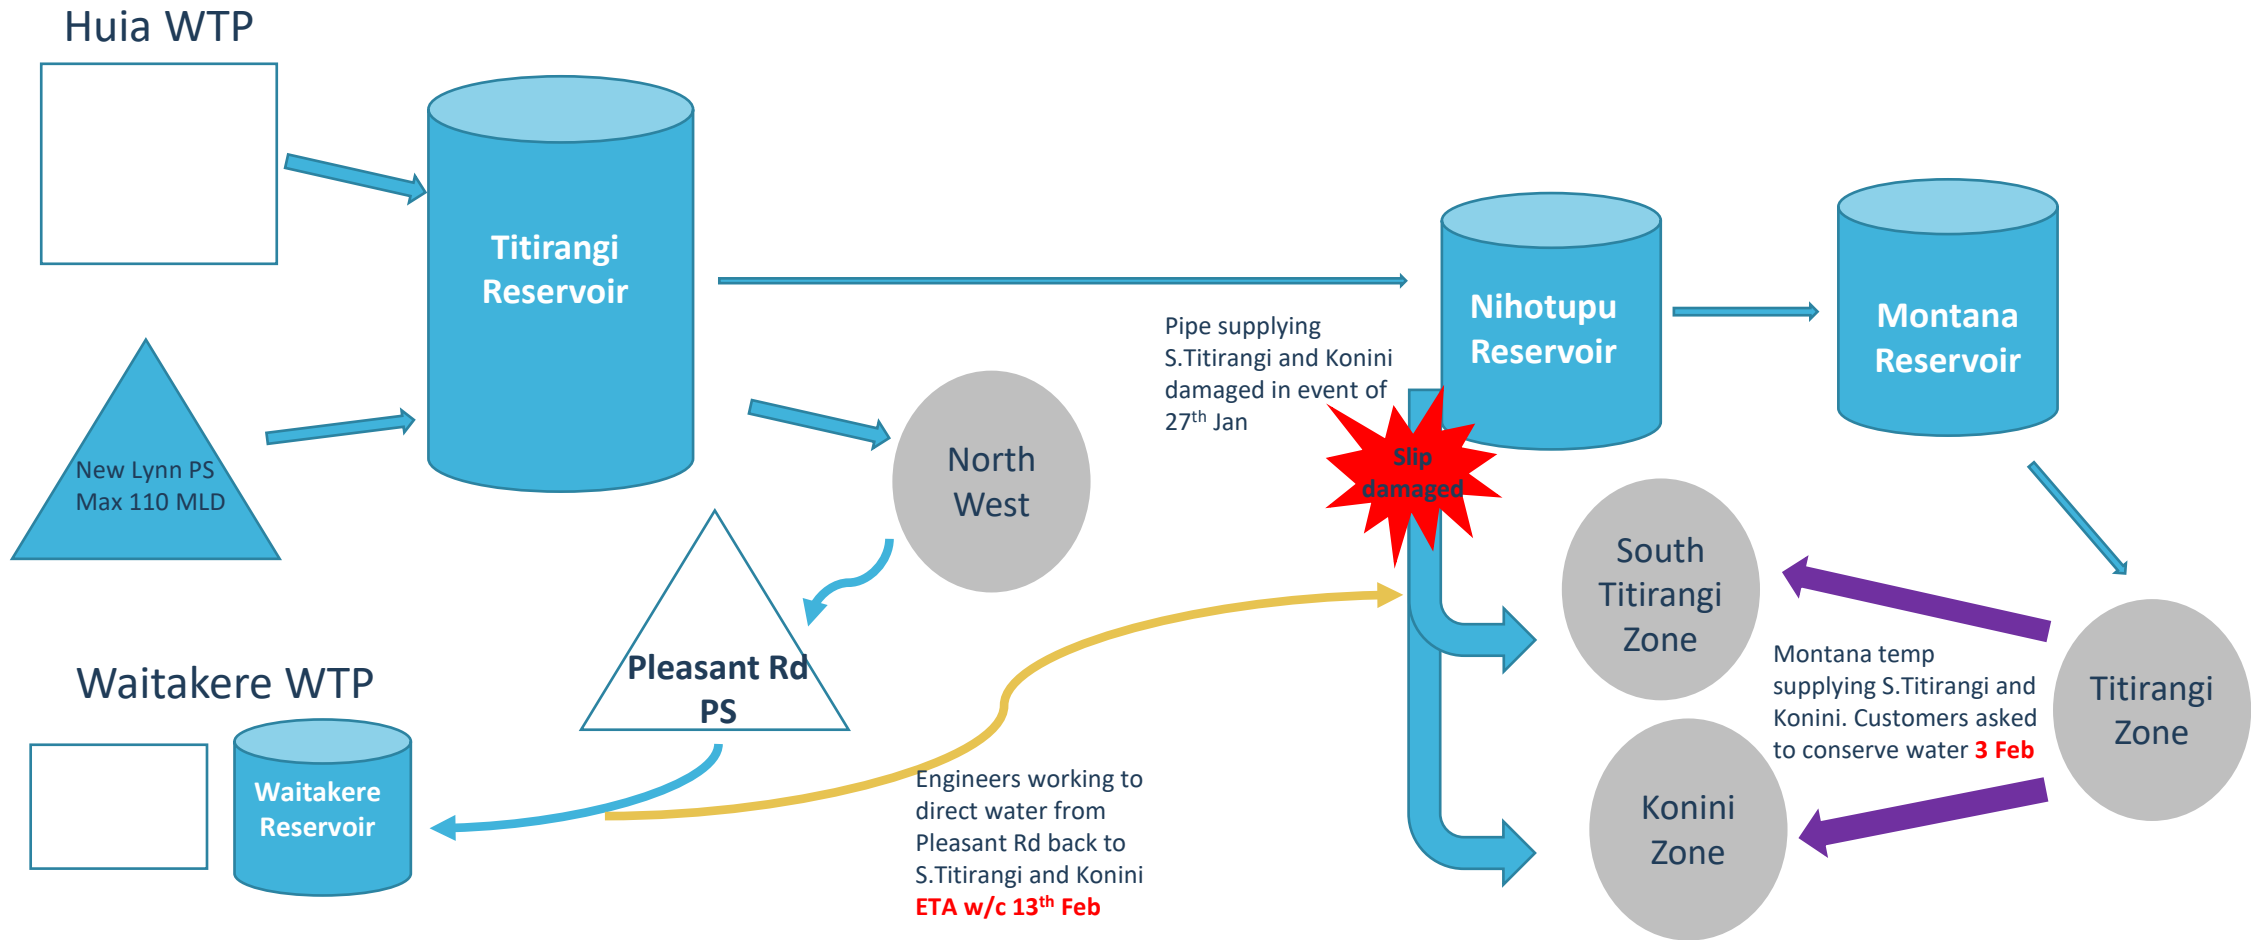 Huia WTP
Titirangi
Reservoir
New Lynn PS
Max 110 MLD
North
West
Pipe supplying
S.Titirangi and Konini
damaged in event of
27th Jan
Nihotupu
Reservoir
Montana
Reservoir
Slip
damaged
South
Titirangi
Zone
Pleasant Rd
PS
Waitakere WTP
Waitakere
Reservoir
Engineers working to
direct water from
Pleasant Rd back to
S.Titirangi and Konini
ETA w/c 13th Feb
Montana temp
supplying S.Titirangi and
Konini. Customers asked
to conserve water 3 Feb
Titirangi
Zone
Konini
Zone